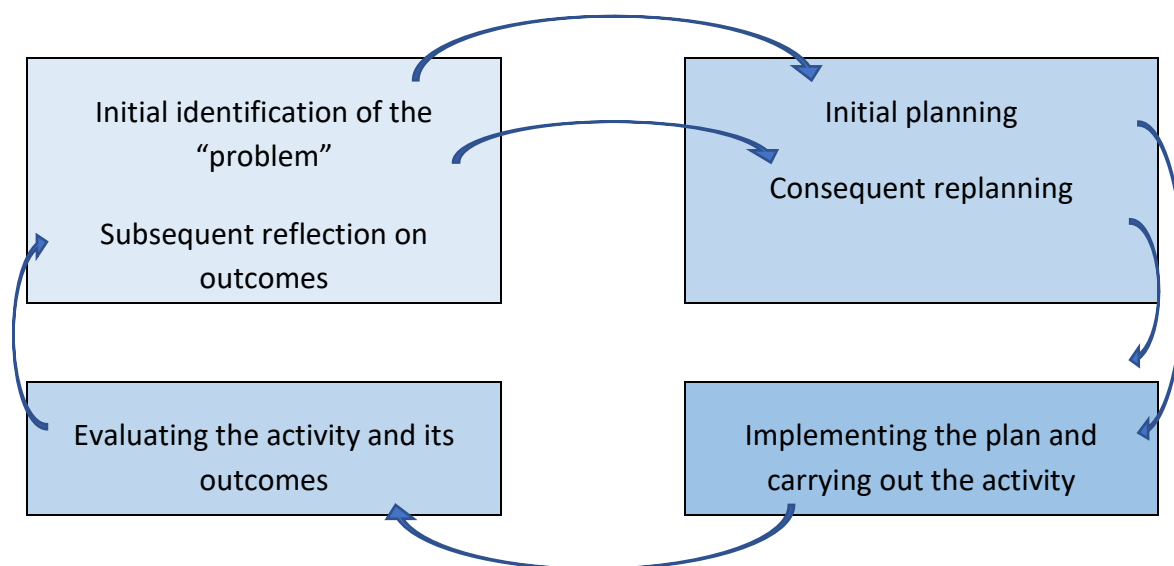 Initial identification of the
“problem”
Subsequent reflection on
outcomes
Initial planning
Consequent replanning
Evaluating the activity and its
outcomes
Implementing the plan and
carrying out the activity